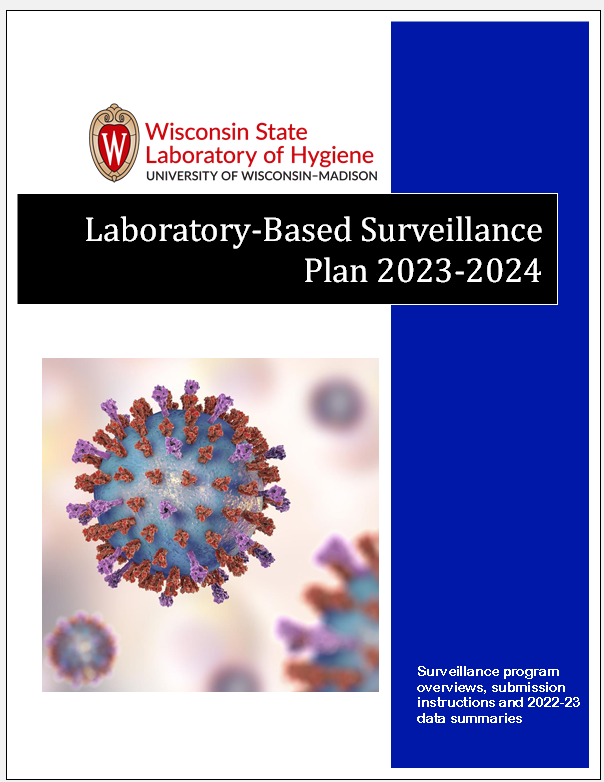 W
Wisconsin State
Laboratory of Hygiene
UNIVERSITY OF WISCONSIN–MADISON
Laboratory-Based Surveillance
Plan 2023-2024
Surveillance program
overviews, submission
instructions and 2022-23
data summaries